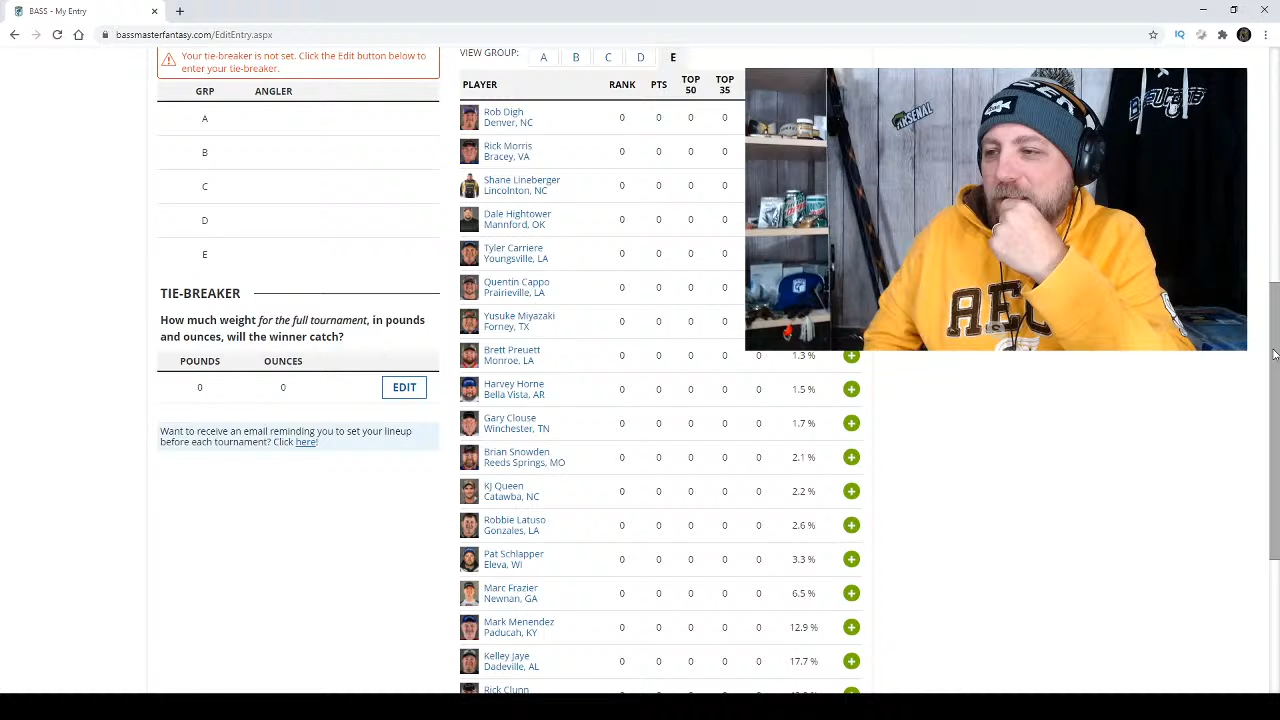 BASS - My Entry
bassmasterfantasy.com/EditEntry.aspx
Your tie-breaker is not set. Click the Edit button below to
enter your tie-breaker.
GRP ANGLER
A
B
C
D
E
TIE-BREAKER
How much weight for the full tournament, in pounds
and ounces, will the winner catch?
POUNDS OUNCES
0 0 EDIT
Want to receive an email reminding you to set your lineup
before each tournament? Click here!
VIEW GROUP: A B C D E
PLAYER RANK PTS TOP 50 TOP 35
Rob Digh 0 0 0 0
Denver, NC
Rick Morris 0 0 0 0
Bracey, VA
Shane Lineberger 0 0 0 0
Lincolnton, NC
Dale Hightower 0 0 0 0
Mannford, OK
Tyler Carriere 0 0 0 0
Youngsville, LA
Quentin Cappo 0 0 0 0
Prairieville, LA
Yusuke Miyazaki 0 0 0 0
Forney, TX
Brett Preuett 0 0 0 0 0 1.3 %
Monroe, LA
Harvey Horne 0 0 0 0 0 1.5 %
Bella Vista, AR
Gary Clouse 0 0 0 0 0 1.7 %
Winchester, TN
Brian Snowden 0 0 0 0 0 2.1 %
Reeds Springs, MO
KJ Queen 0 0 0 0 0 2.2 %
Catawba, NC
Robbie Latuso 0 0 0 0 0 2.6 %
Gonzales, LA
Pat Schlapper 0 0 0 0 0 3.3 %
Eleva, WI
Marc Frazier 0 0 0 0 0 6.5 %
Newnan, GA
Mark Menendez 0 0 0 0 0 12.9 %
Paducah, KY
Kelley Jaye 0 0 0 0 0 17.7 %
Dadeville, AL
Rick Clunn
ARSENAL